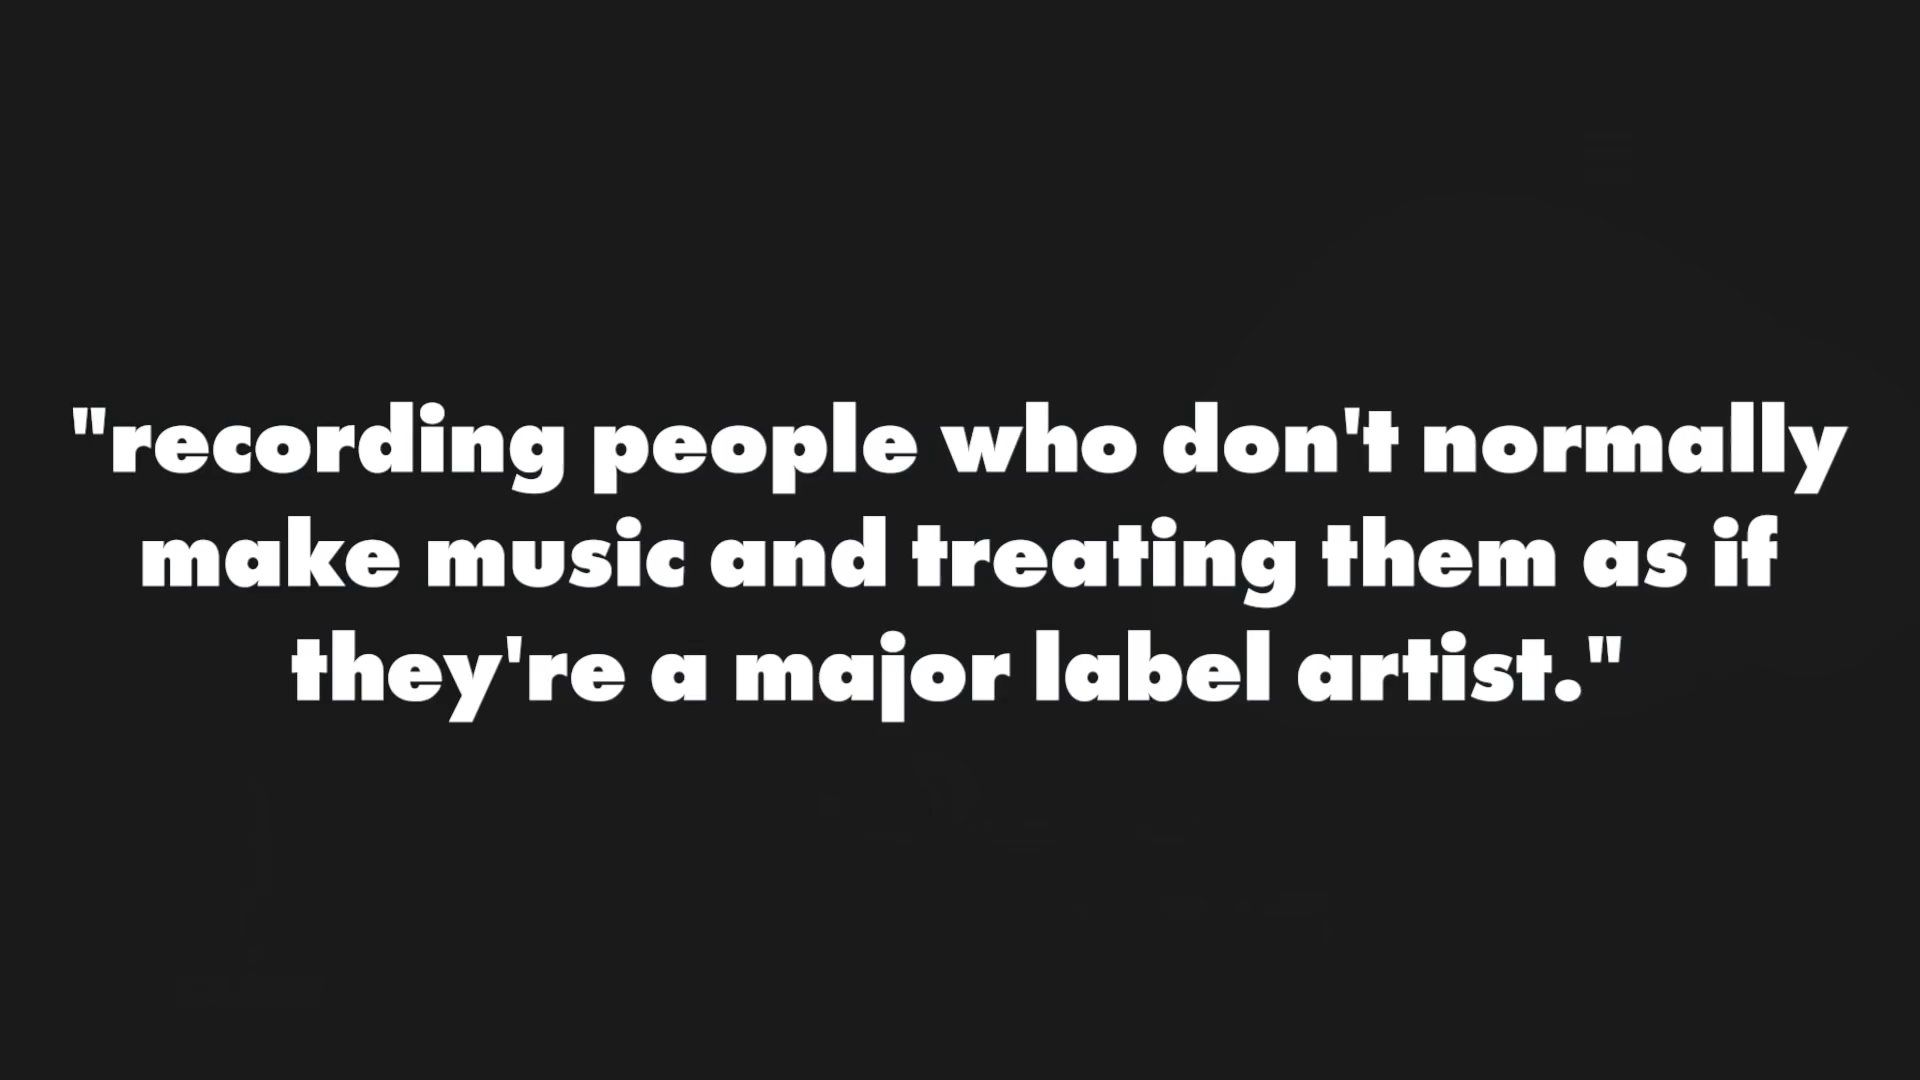 "recording people who don't normally
make music and treating them as if
they're a major label artist."